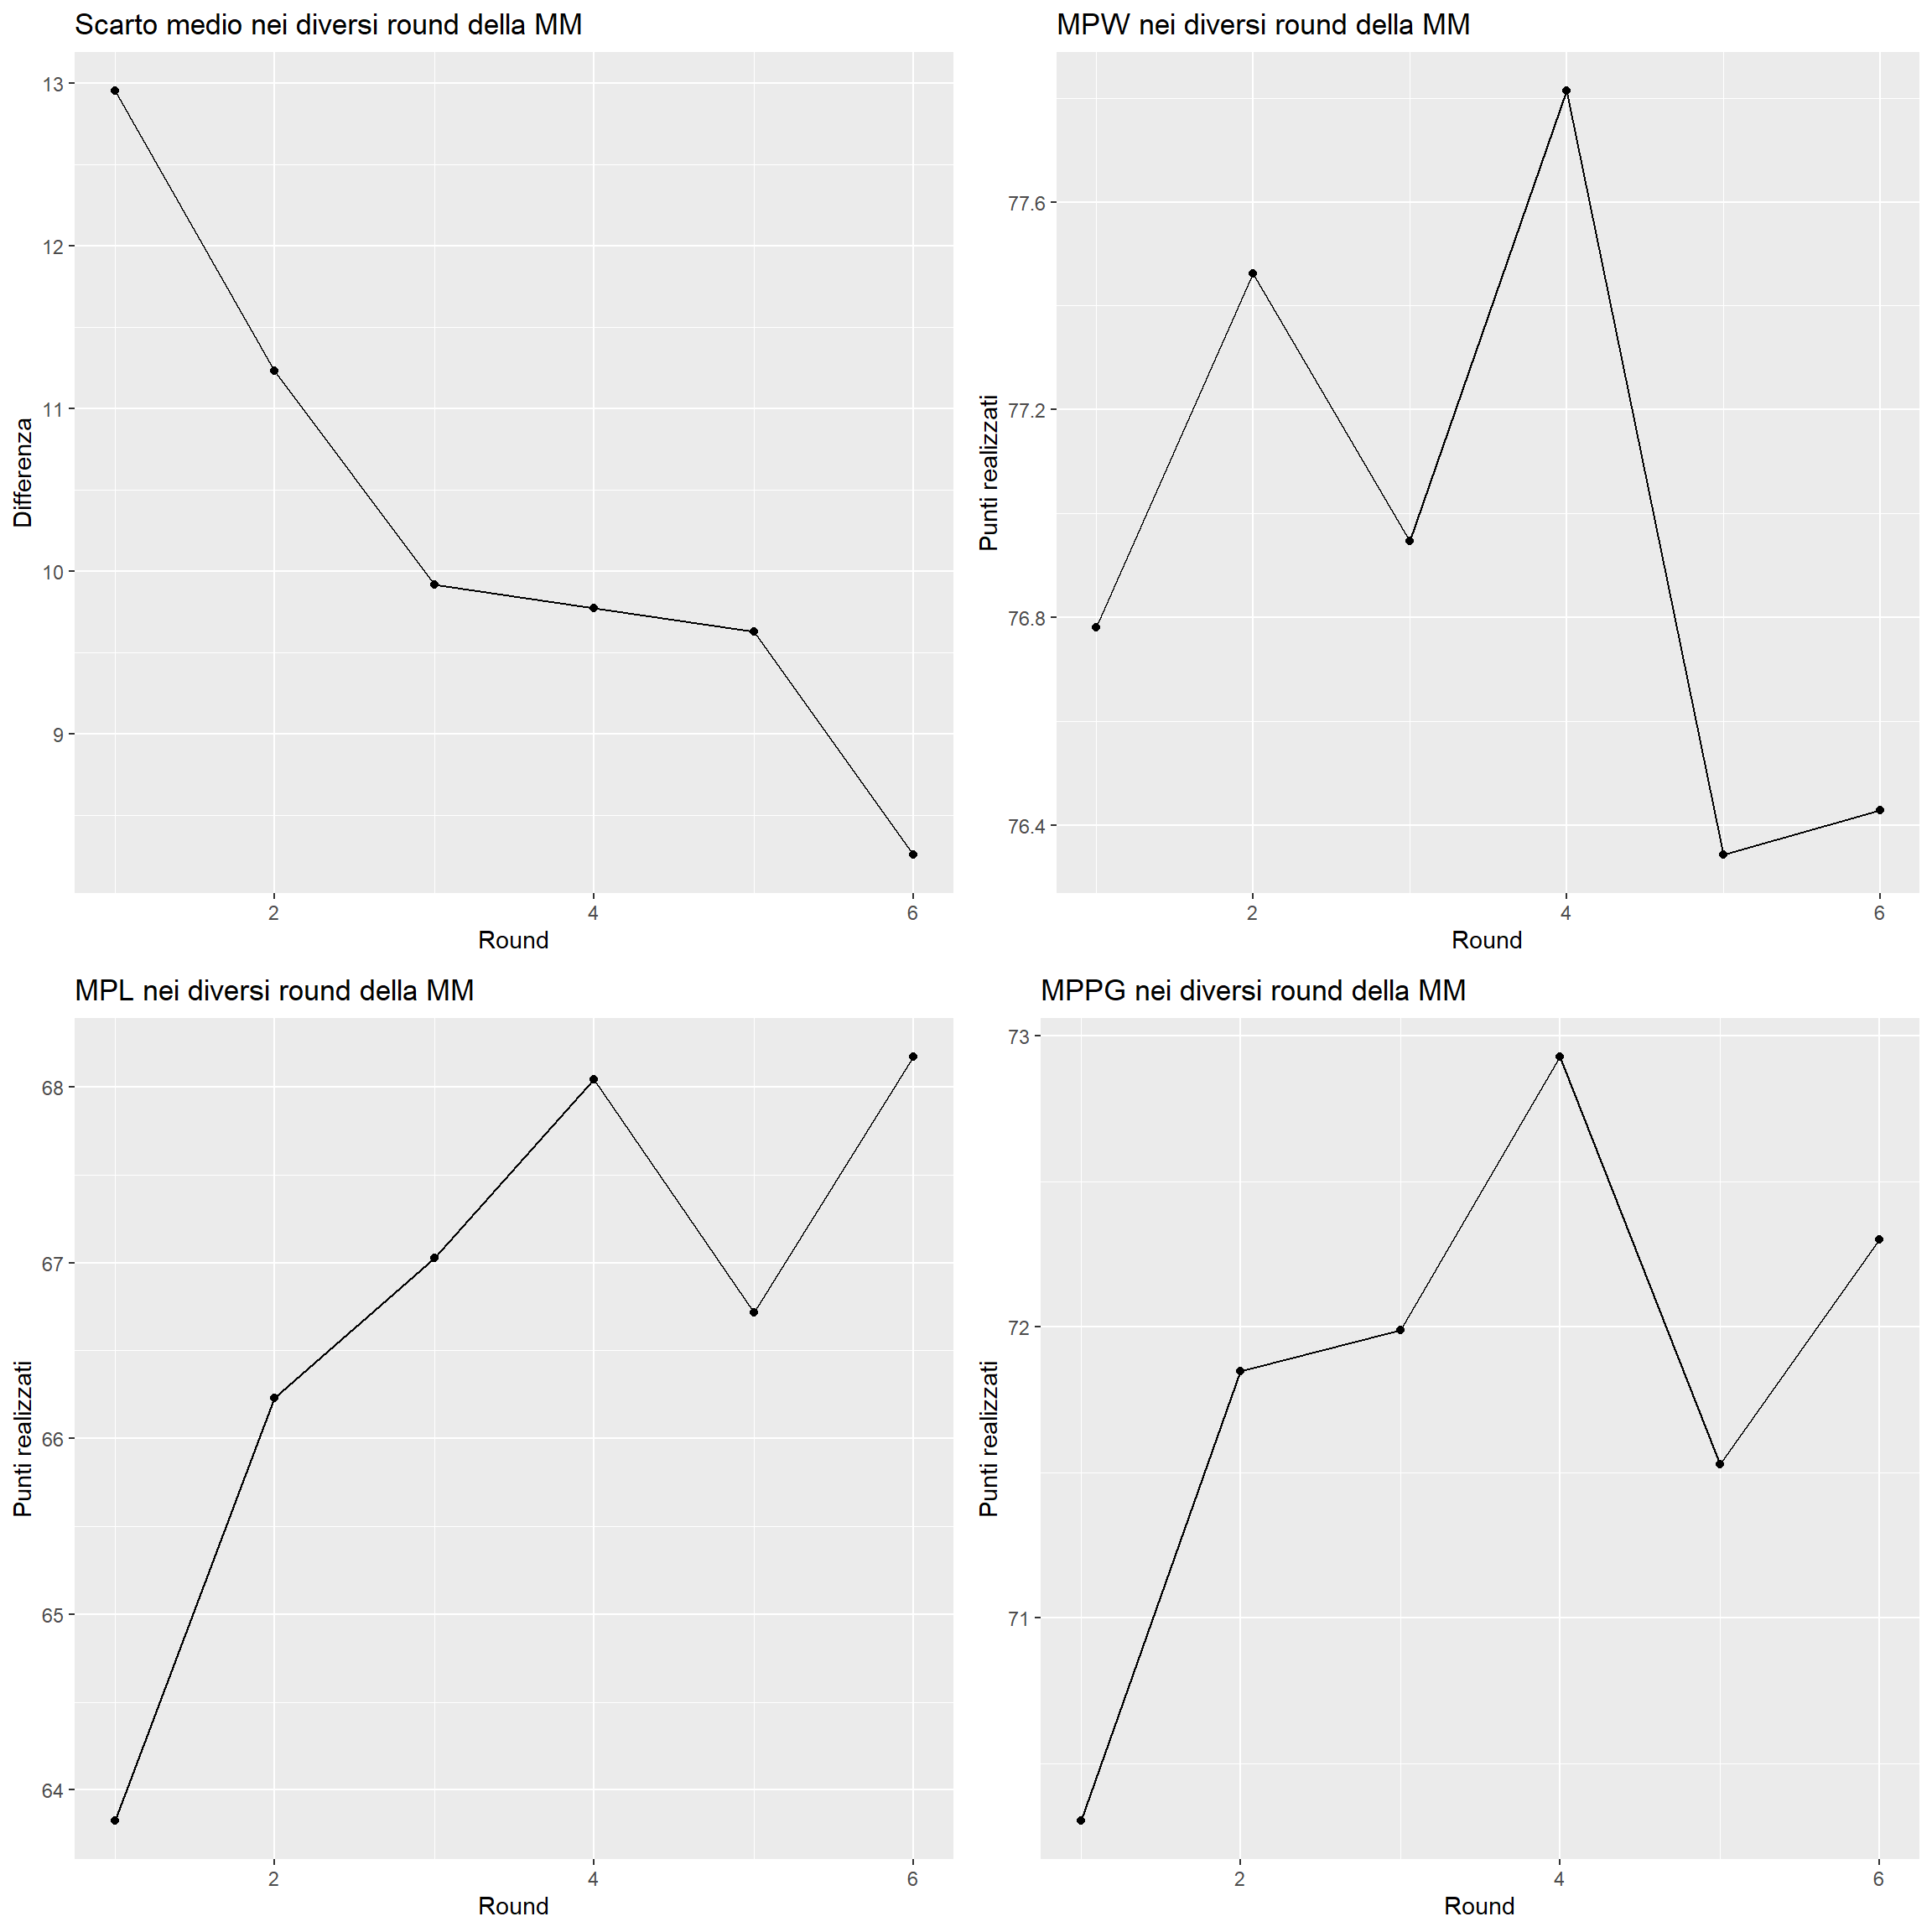 Scarto medio nei diversi round della MM
13
12
11
10
9
Differenza
2
4
6
Round
MPW nei diversi round della MM
77.6
77.2
76.8
76.4
Punti realizzati
2
4
6
Round
MPL nei diversi round della MM
68
67
66
65
64
Punti realizzati
2
4
6
Round
MPPG nei diversi round della MM
73
72
71
Punti realizzati
2
4
6
Round